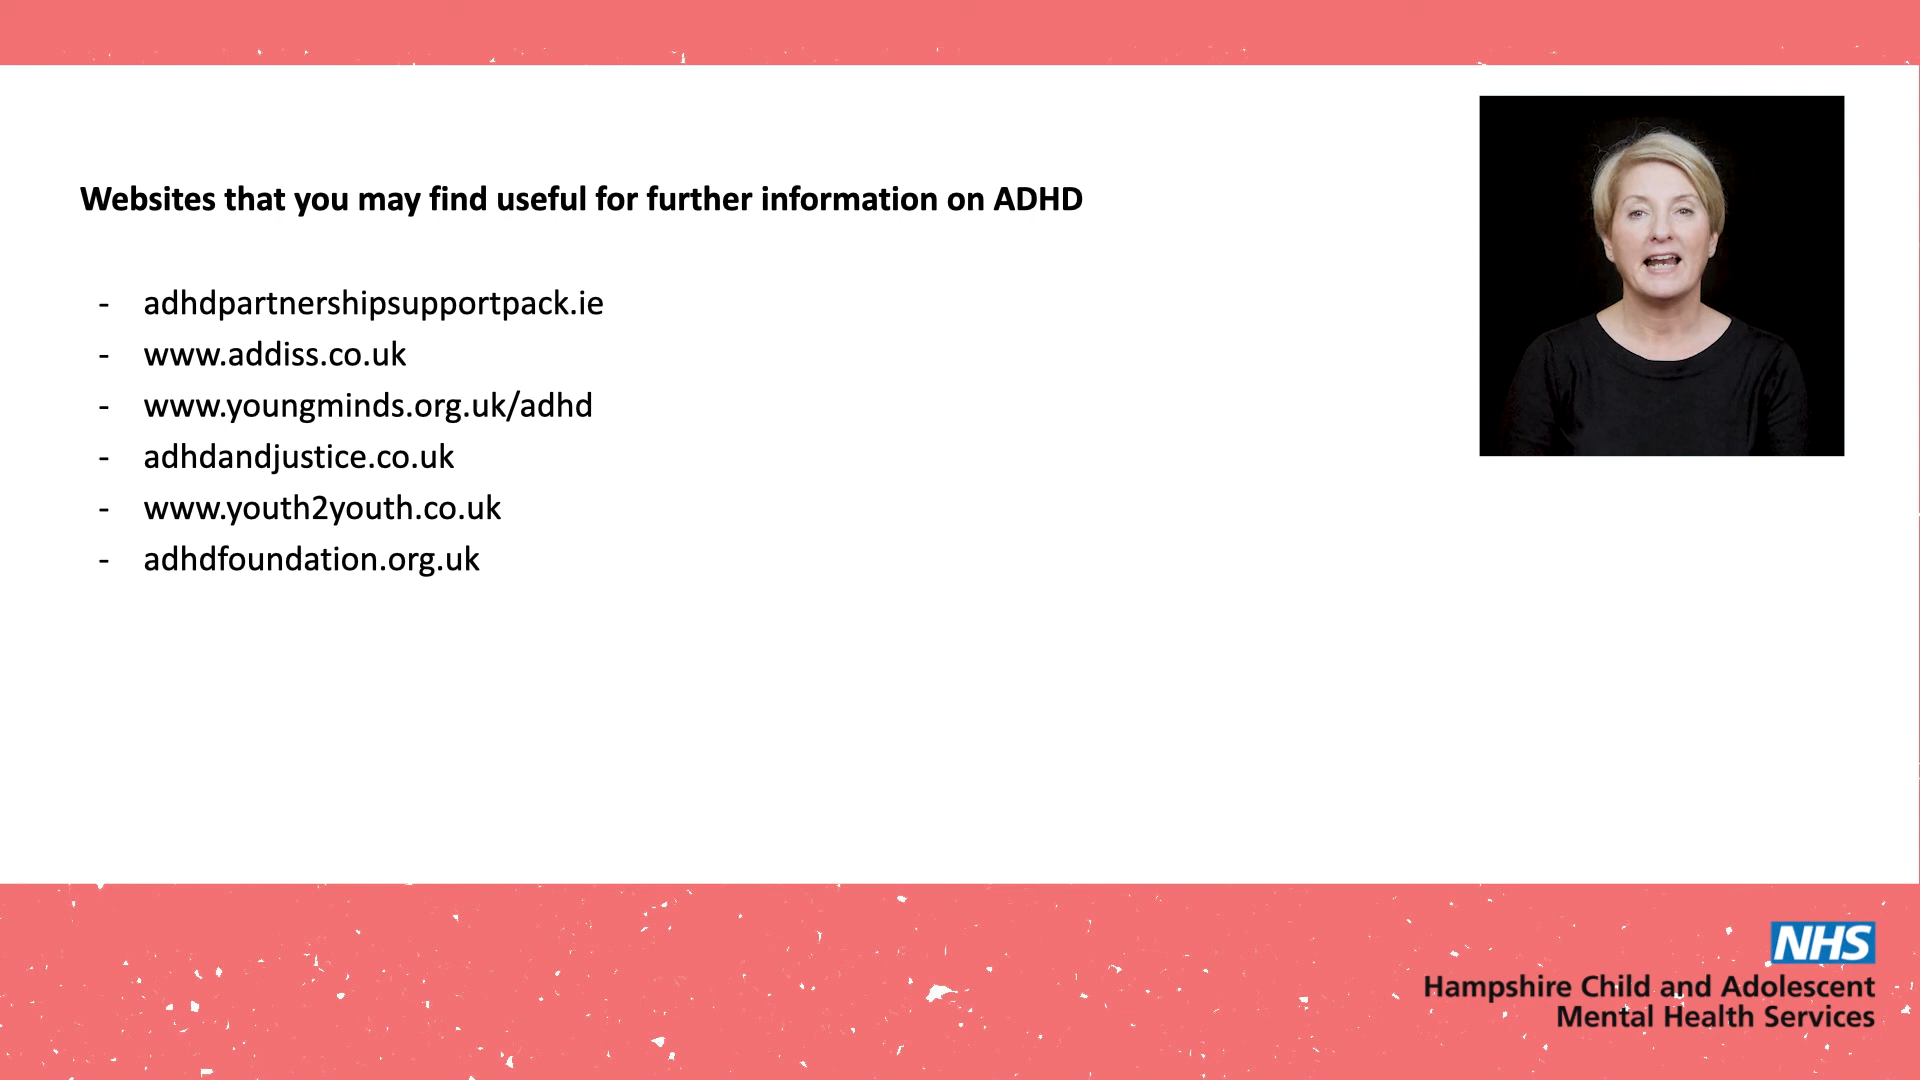 Websites that you may find useful for further information on ADHD
- adhdpartnershipsupportpack.ie
- www.addiss.co.uk
- www.youngminds.org.uk/adhd
- adhdandjustice.co.uk
- www.youth2youth.co.uk
- adhdfoundation.org.uk
NHS
Hampshire Child and Adolescent
Mental Health Services